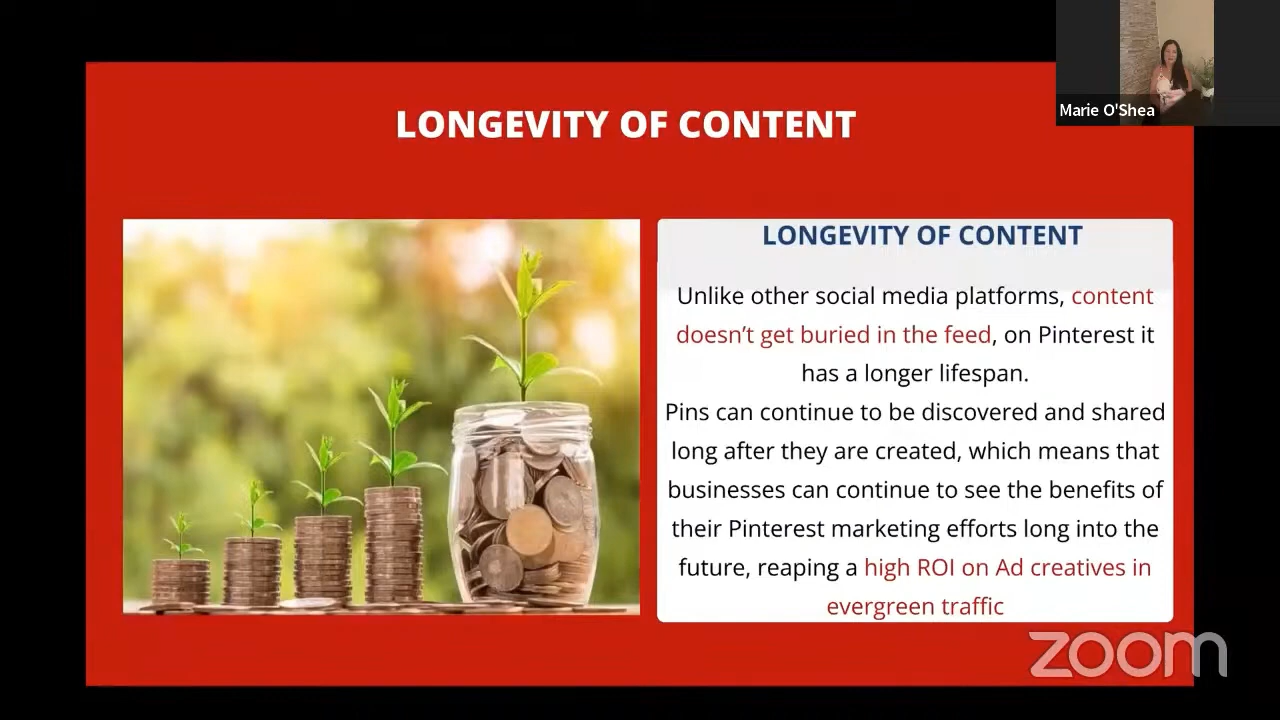 Marie O'Shea
LONGEVITY OF CONTENT
LONGEVITY OF CONTENT
Unlike other social media platforms, content
doesn’t get buried in the feed, on Pinterest it
has a longer lifespan.
Pins can continue to be discovered and shared
long after they are created, which means that
businesses can continue to see the benefits of
their Pinterest marketing efforts long into the
future, reaping a high ROI on Ad creatives in
evergreen traffic
zoom